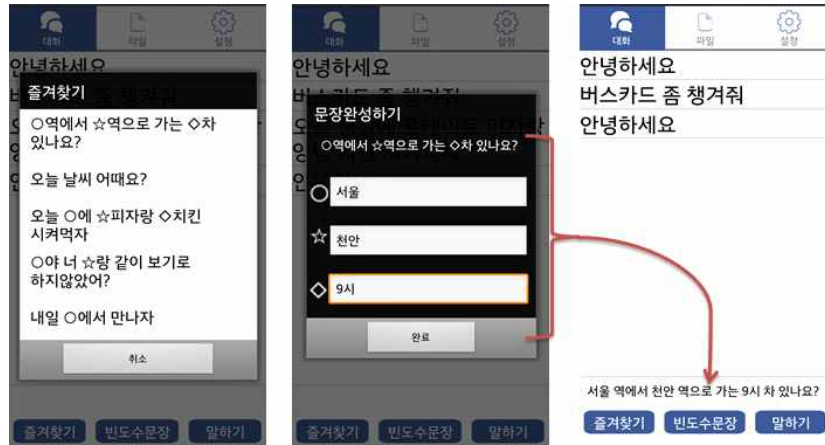 대화
파일
설정
안녕하세요
즐겨찾기
○역에서 ☆역으로 가는 ◇차
있나요?
오늘 날씨 어때요?
오늘 ○에 ☆피자랑 ◇치킨
시켜먹자
○야 너 ☆랑 같이 보기로
하지않았어?
내일 ○에서 만나자
취소
즐겨찾기
빈도수문장
말하기
대화
파일
설정
안녕하세요
버스카드 좀 챙겨줘
문장완성하기
○역에서 ☆역으로 가는 ◇차 있나요?
○ 서울
☆ 천안
◇ 9시
완료
즐겨찾기
빈도수문장
말하기
대화
파일
설정
안녕하세요
버스카드 좀 챙겨줘
안녕하세요
서울 역에서 천안 역으로 가는 9시 차 있나요?
즐겨찾기
빈도수문장
말하기